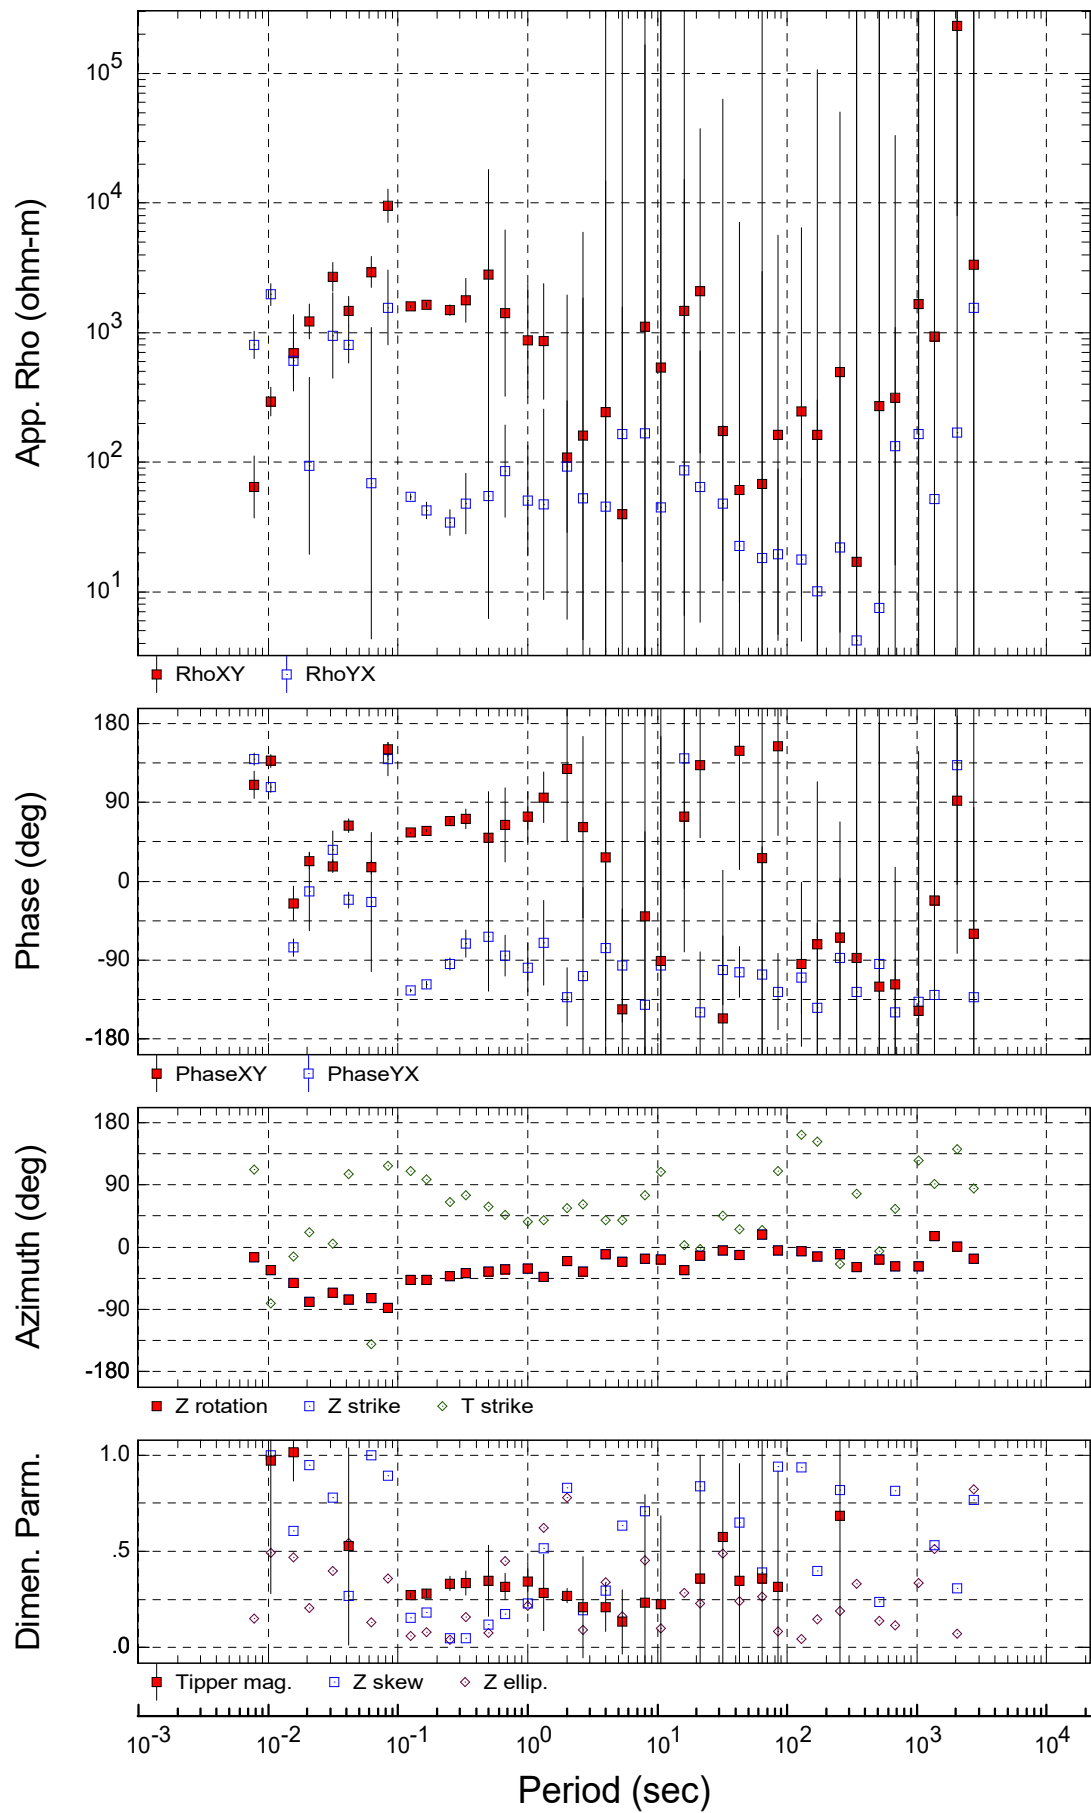 App. Rho (ohm-m)
10^5
10^4
10^3
10^2
10^1
RhoXY RhoYX
Phase (deg)
180
90
0
-90
-180
PhaseXY PhaseYX
Azimuth (deg)
180
90
0
-90
-180
Z rotation Z strike T strike
Dimen. Parm.
1.0
.5
.0
Tipper mag. Z skew Z ellip.
10^-3 10^-2 10^-1 10^0 10^1 10^2 10^3 10^4
Period (sec)